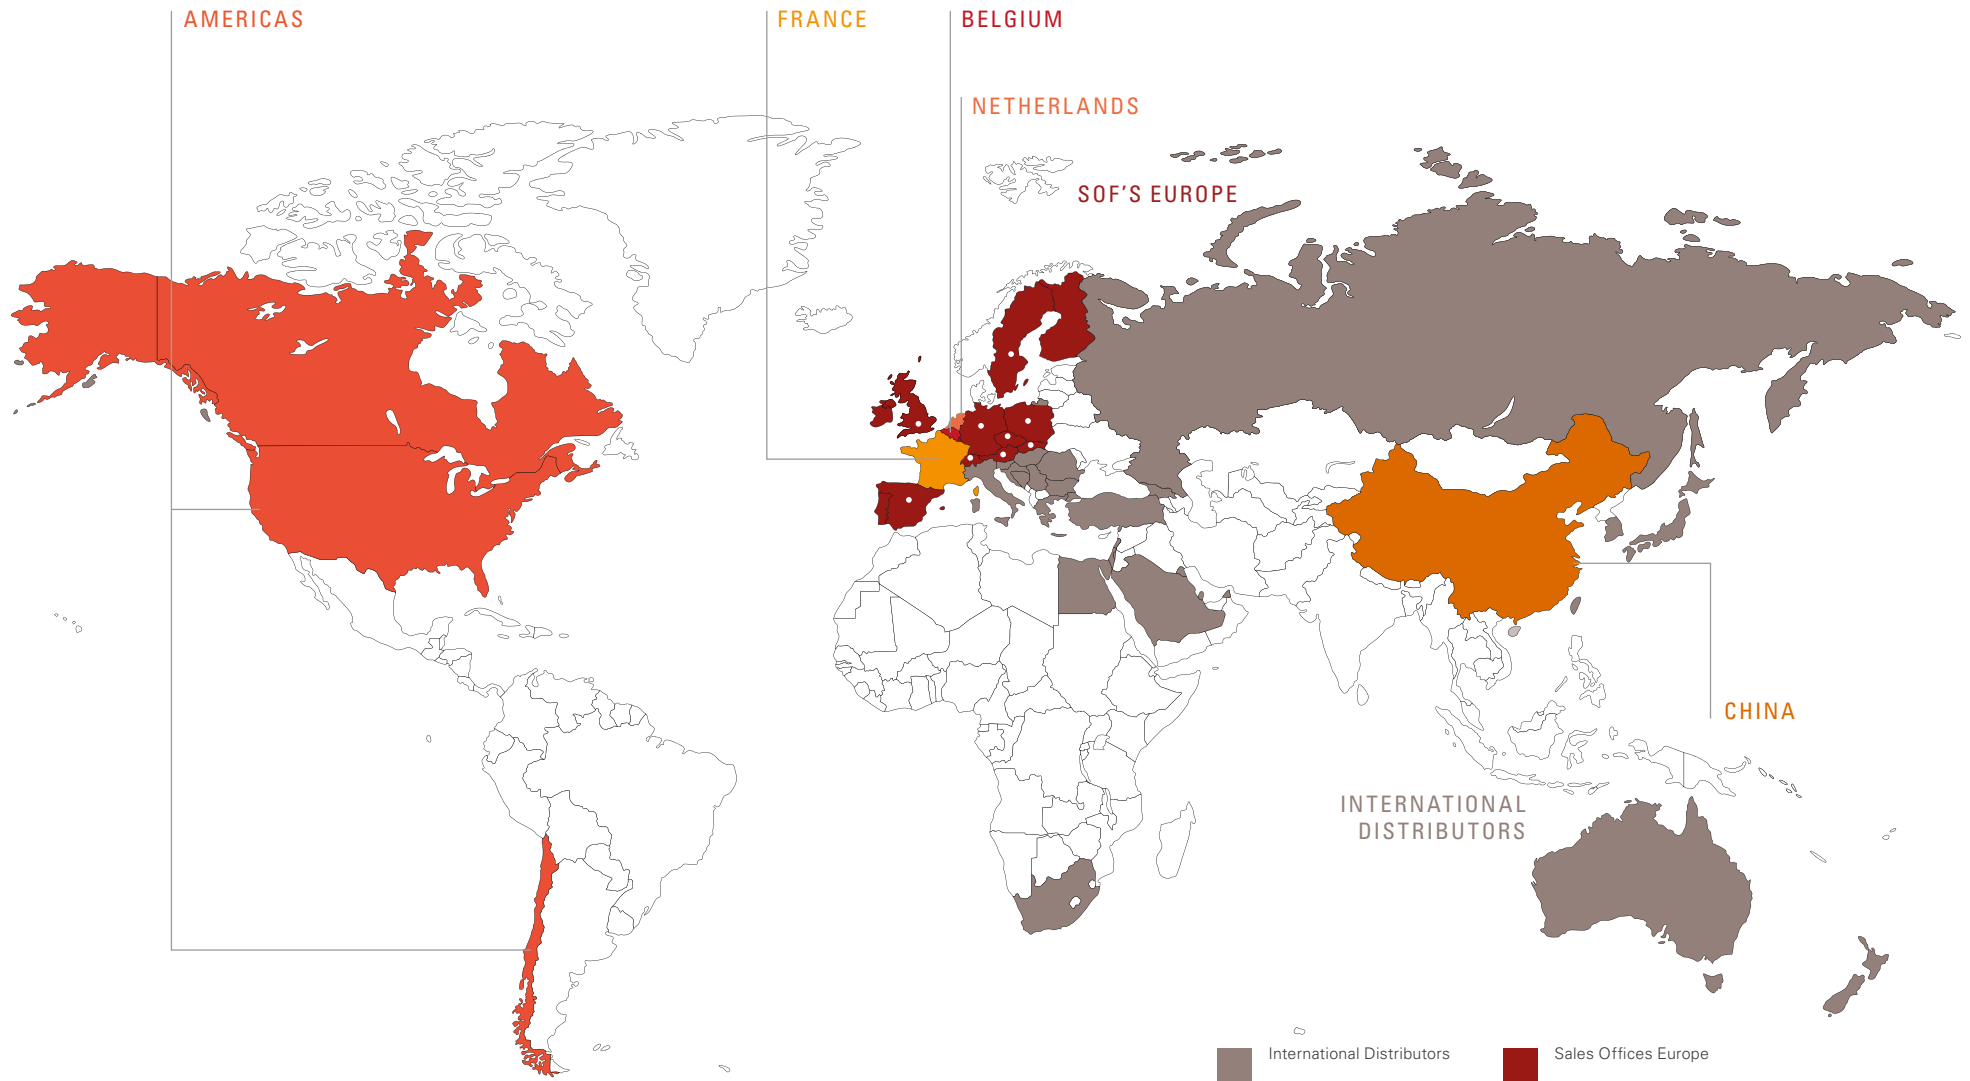 AMERICAS
FRANCE
BELGIUM
NETHERLANDS
SOF'S EUROPE
CHINA
INTERNATIONAL
DISTRIBUTORS
International Distributors
Sales Offices Europe